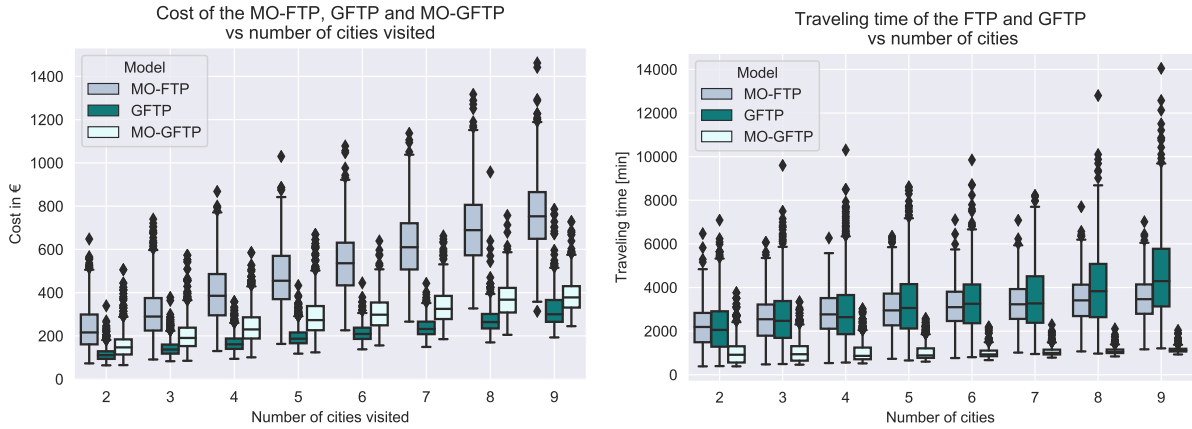 Cost of the MO-FTP, GFTP and MO-GFTP
vs number of cities visited
Model
MO-FTP
GFTP
MO-GFTP
Cost in €
1400
1200
1000
800
600
400
200
0
2 3 4 5 6 7 8 9
Number of cities visited
Traveling time of the FTP and GFTP
vs number of cities
Model
MO-FTP
GFTP
MO-GFTP
Traveling time [min]
14000
12000
10000
8000
6000
4000
2000
0
2 3 4 5 6 7 8 9
Number of cities